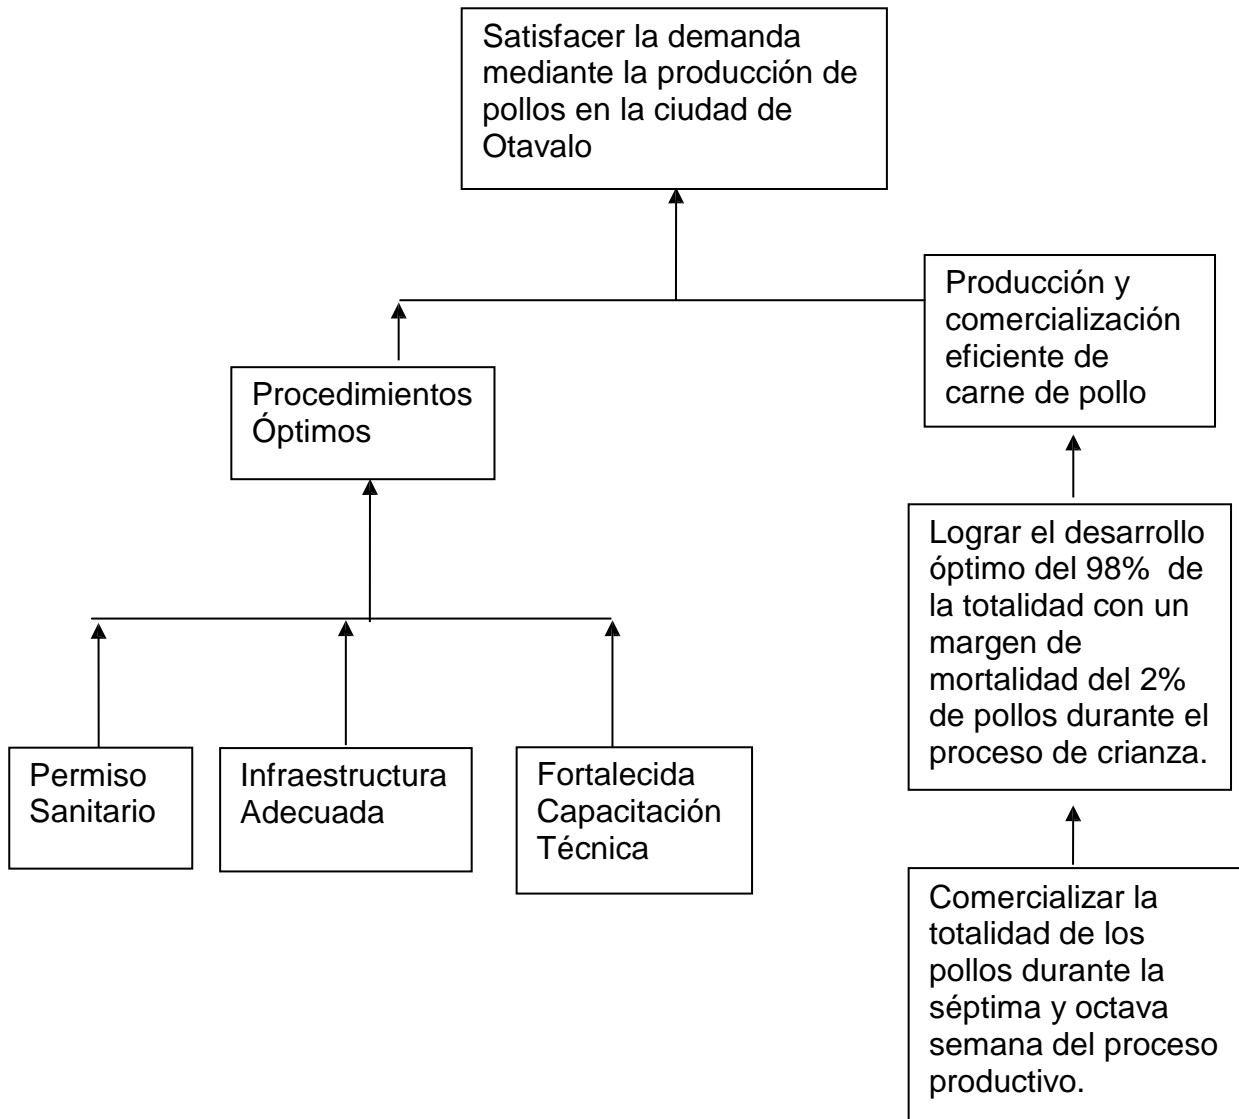 Satisfacer la demanda
mediante la producción de
pollos en la ciudad de
Otavalo
Producción y
comercialización
eficiente de
carne de pollo
Procedimientos
Óptimos
Lograr el desarrollo
óptimo del 98% de
la totalidad con un
margen de
mortalidad del 2%
de pollos durante el
proceso de crianza.
Permiso
Sanitario
Infraestructura
Adecuada
Fortalecida
Capacitación
Técnica
Comercializar la
totalidad de los
pollos durante la
séptima y octava
semana del proceso
productivo.